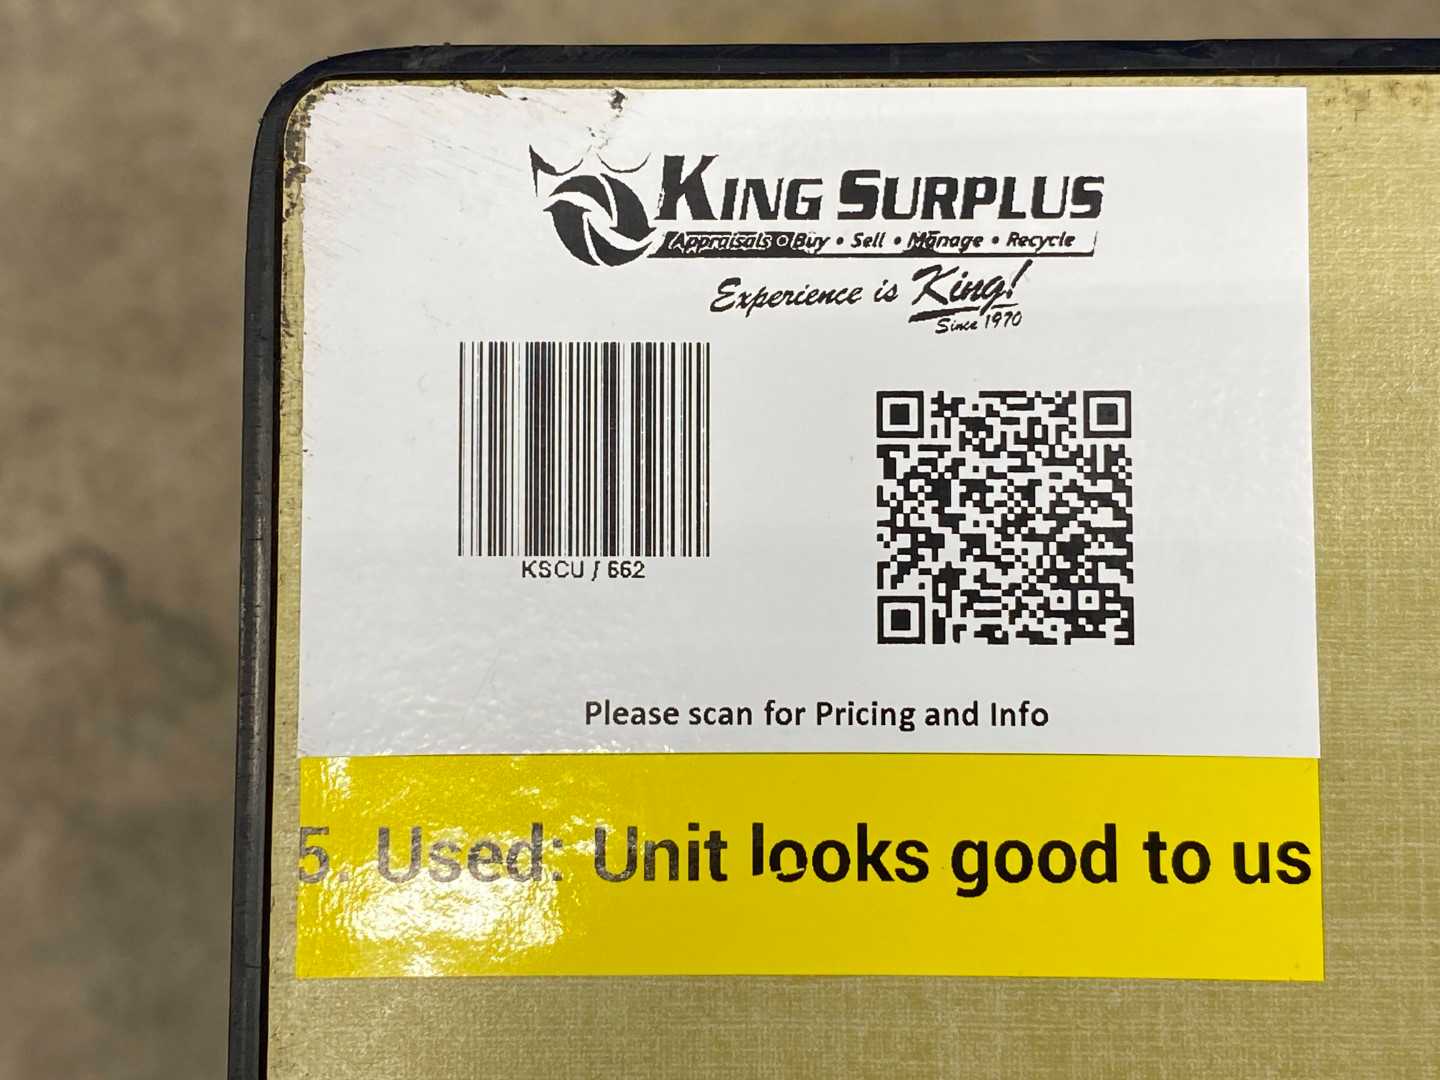 KING SURPLUS
Appraisals • Buy • Sell • Manage • Recycle
Experience is King!
Since 1970
KSCU
Please scan for Pricing and Info
5. Used: Unit looks good to us